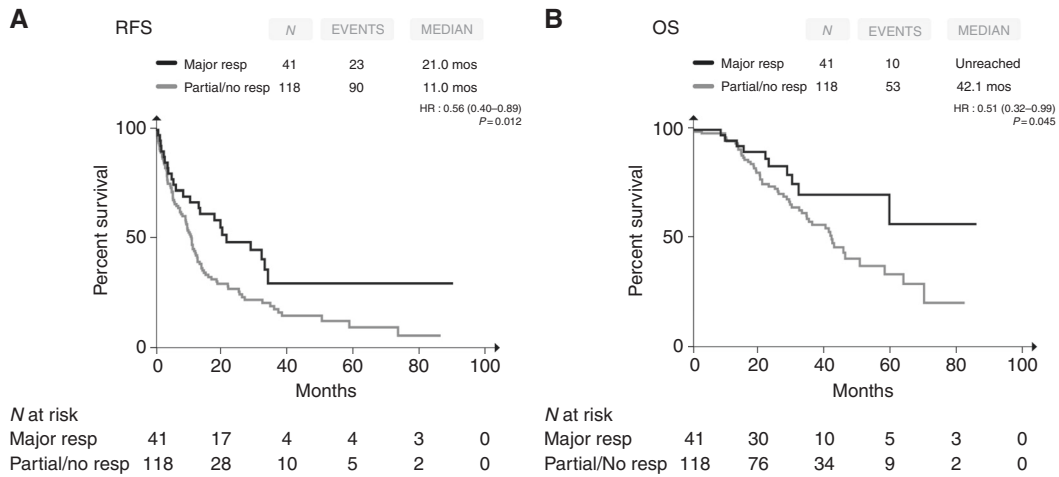 A
RFS
N EVENTS MEDIAN
Major resp 41 23 21.0 mos
Partial/no resp 118 90 11.0 mos
HR : 0.56 (0.40–0.89)
P = 0.012
100
50
0
Percent survival
0 20 40 60 80 100
Months
N at risk
Major resp 41 17 4 4 3 0
Partial/no resp 118 28 10 5 2 0
B
OS
N EVENTS MEDIAN
Major resp 41 10 Unreached
Partial/no resp 118 53 42.1 mos
HR : 0.51 (0.32–0.99)
P = 0.045
100
50
0
Percent survival
0 20 40 60 80 100
Months
Major resp 41 30 10 5 3 0
Partial/No resp 118 76 34 9 2 0